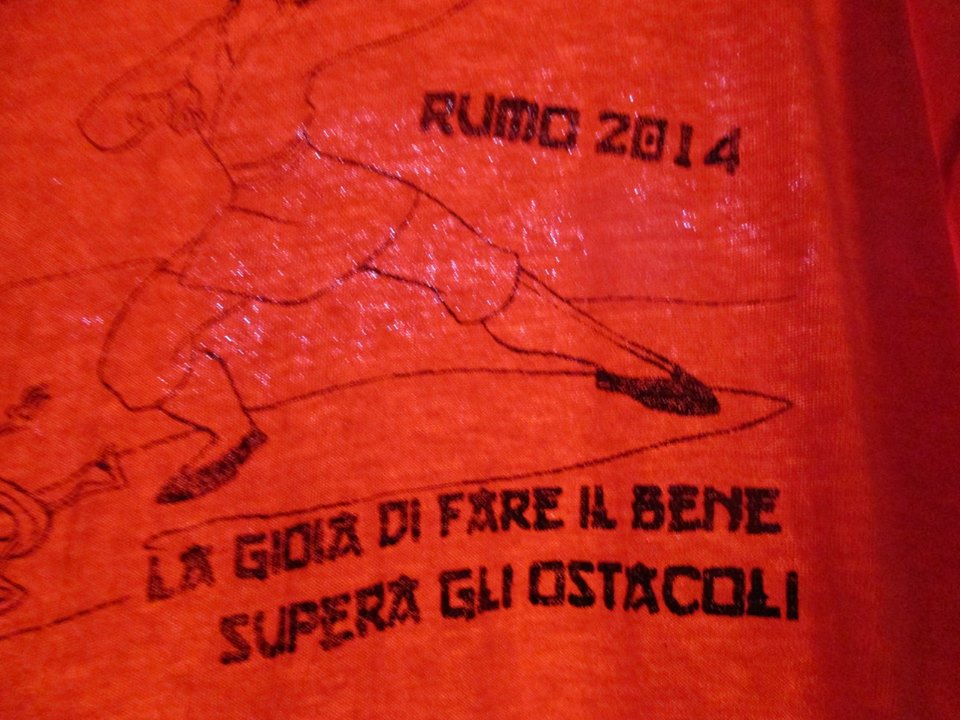 RUMO 2014
LA GIOIA DI FARE IL BENE
SUPERA GLI OSTACOLI